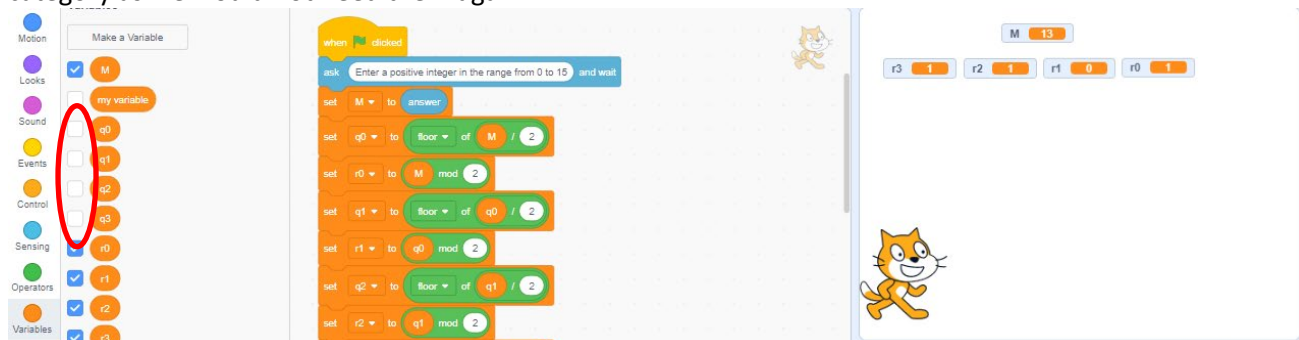 Motion
Looks
Sound
Events
Control
Sensing
Operators
Variables
Make a Variable
M
my variable
q0
q1
q2
q3
r0
r1
r2
r3
when clicked
ask Enter a positive integer in the range from 0 to 15 and wait
set M to answer
set q0 to floor of M / 2
set r0 to M mod 2
set q1 to floor of q0 / 2
set r1 to q0 mod 2
set q2 to floor of q1 / 2
set r2 to q1 mod 2
M 13
r3 1 r2 1 r1 0 r0 1